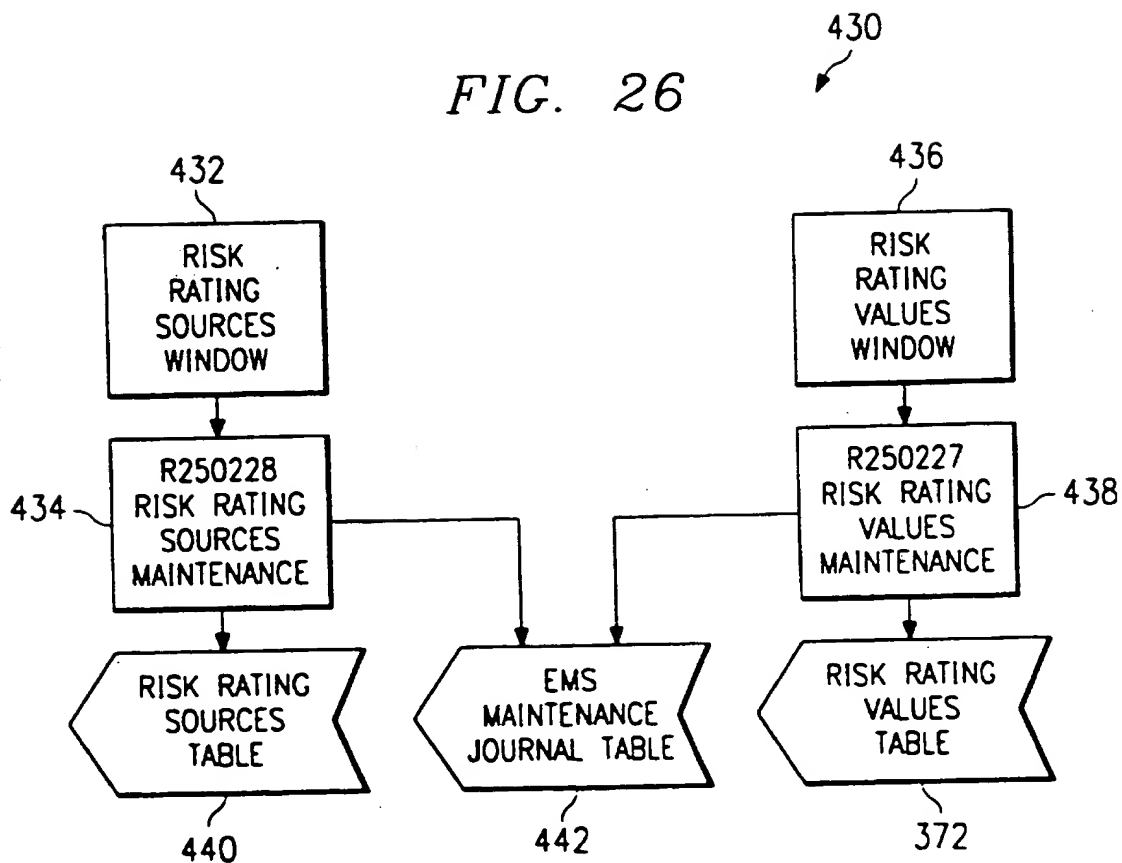 430
FIG. 26
432
436
RISK
RATING
SOURCES
WINDOW
RISK
RATING
VALUES
WINDOW
434
R250228
RISK RATING
SOURCES
MAINTENANCE
R250227
RISK RATING
VALUES
MAINTENANCE
438
RISK RATING
SOURCES
TABLE
EMS
MAINTENANCE
JOURNAL TABLE
RISK RATING
VALUES
TABLE
440
442
372